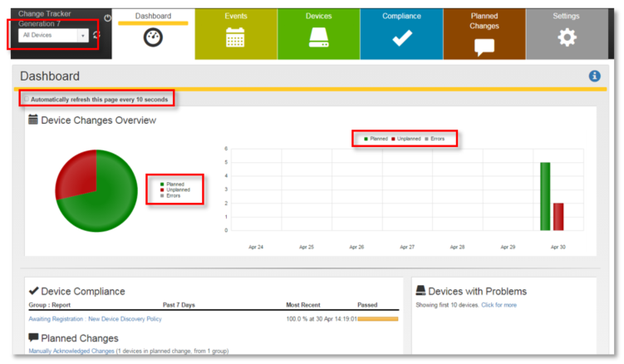 Change Tracker
Generation 7
All Devices
Dashboard
Events
Devices
Compliance
Planned
Changes
Settings
Dashboard
Automatically refresh this page every 10 seconds
Device Changes Overview
Planned
Unplanned
Errors
Planned Unplanned Errors
6
5
4
3
2
1
0
Apr 24 Apr 25 Apr 26 Apr 27 Apr 28 Apr 29 Apr 30
Device Compliance
Group : Report Past 7 Days Most Recent Passed
Awaiting Registration : New Device Discovery Policy 100.0 % at 30 Apr 14 19:01
Planned Changes
Manually Acknowledged Changes (1 devices in planned change, from 1 group)
Devices with Problems
Showing first 10 devices. Click for more